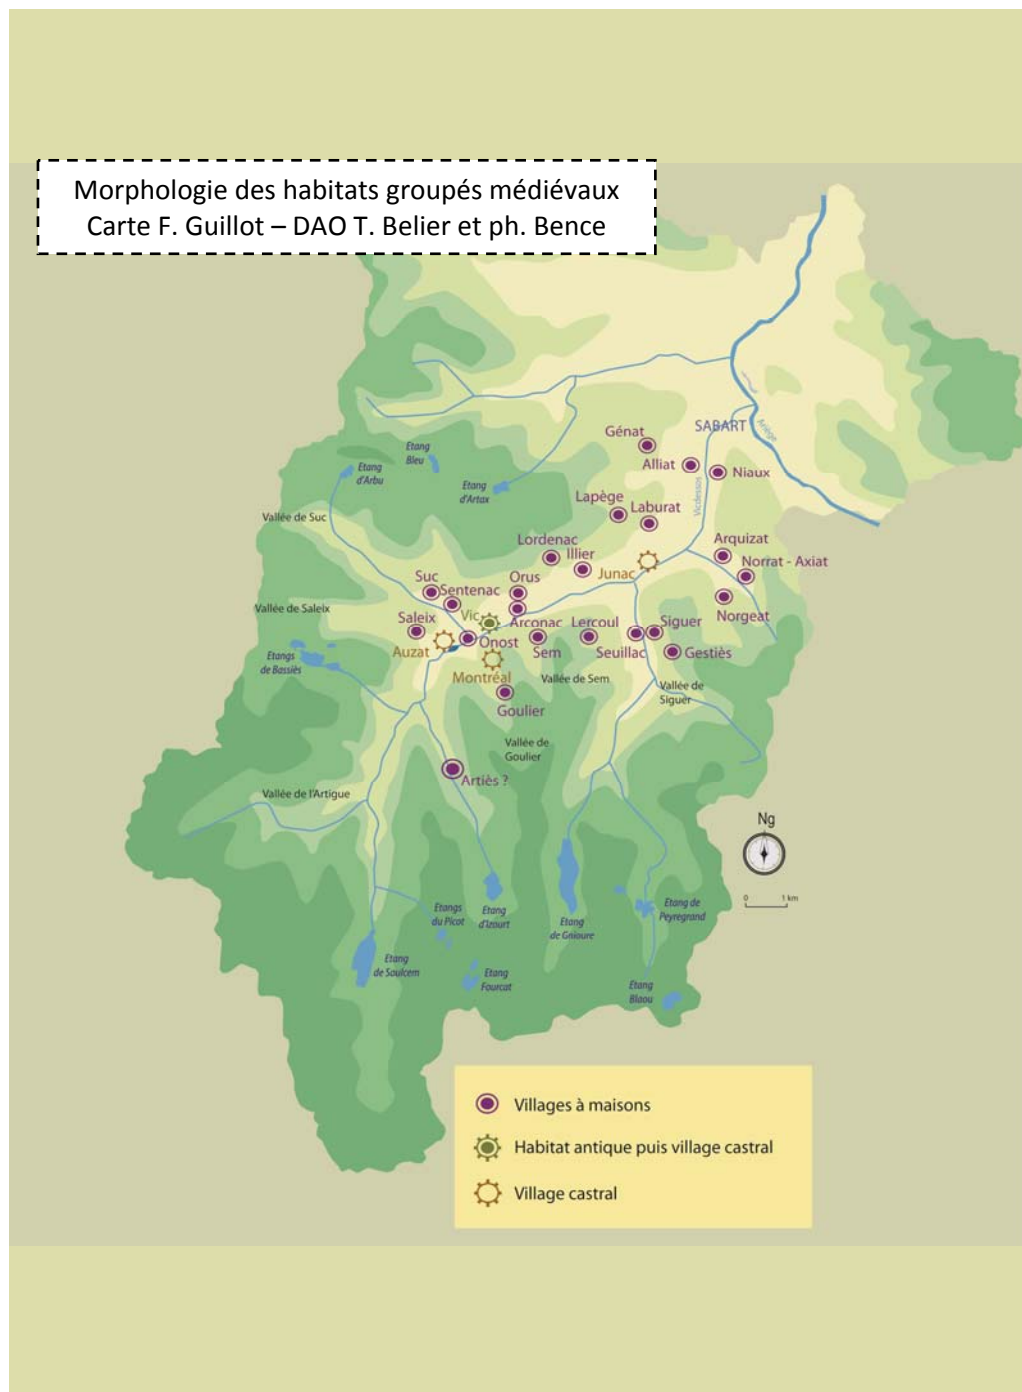 Morphologie des habitats groupés médiévaux
Carte F. Guillot – DAO T. Belier et ph. Bence
Génat
SABART
Ariège
Alliat
Niaux
Etang
Bleu
Etang
d'Arbu
Etang
d'Artax
Vicdessos
Lapège
Laburat
Vallée de Suc
Lordenac
Illier
Junac
Arquizat
Norrat - Axiat
Suc
Sentenac
Orus
Norgeat
Vallée de Saleix
Saleix
Vic
Arconac
Lercoul
Siguer
Auzat
Onost
Sem
Seuillac
Gestiès
Etangs
de Bassiès
Montréal
Vallée de Sem
Vallée de
Siguer
Goulier
Vallée de
Goulier
Artiès ?
Vallée de l'Artigue
Ng
0 1 km
Etangs
du Picot
Etang
d'Izourt
Etang
de Gnioure
Etang de
Peyregrand
Etang
de Soulcem
Etang
Fourcat
Etang
Blaou
Villages à maisons
Habitat antique puis village castral
Village castral